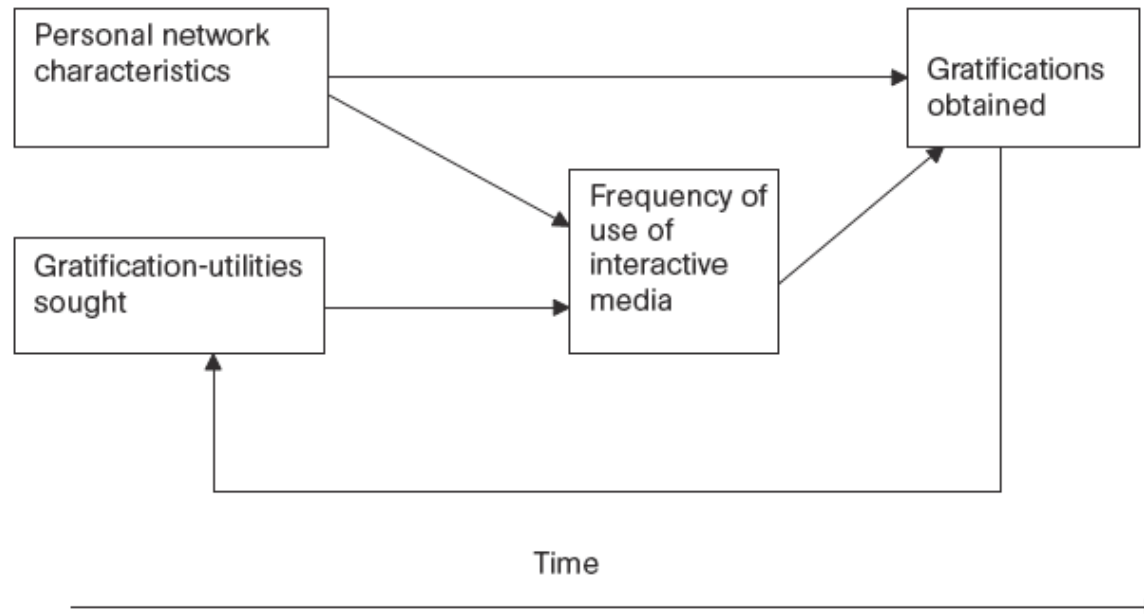 Personal network
characteristics
Gratifications
obtained
Frequency of
use of
interactive
media
Gratification-utilities
sought
Time